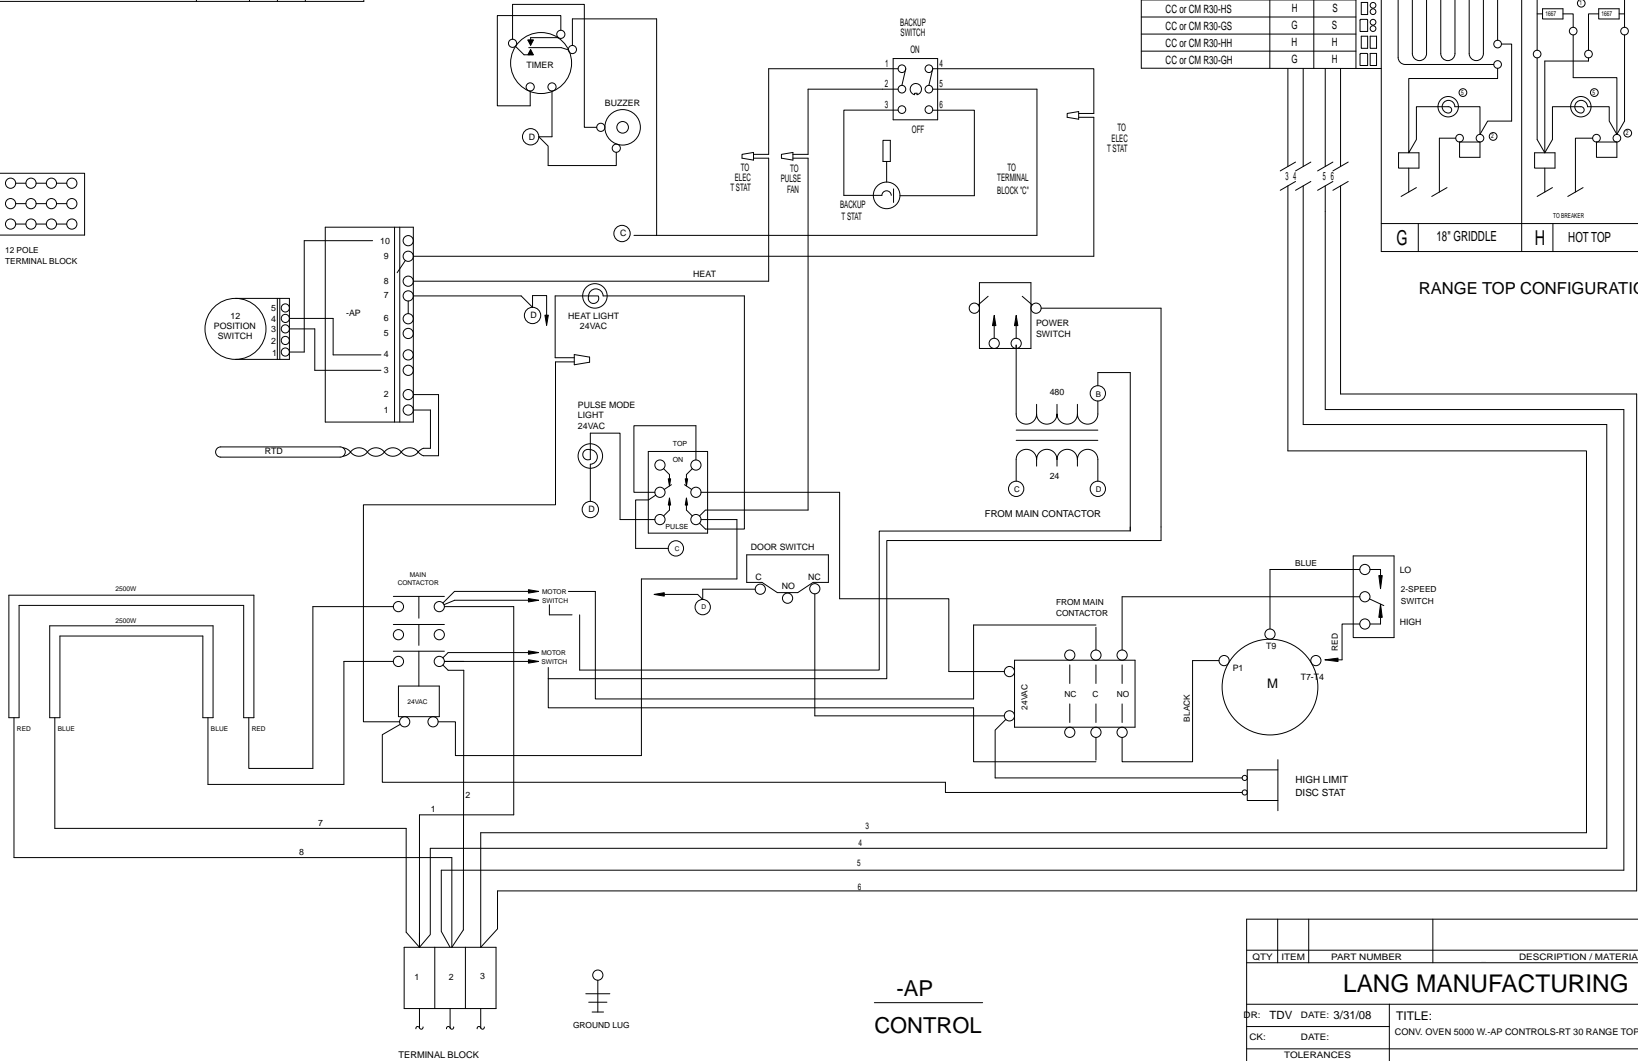 CC or CM R30-HS H S
CC or CM R30-GS G S
CC or CM R30-HH H H
CC or CM R30-GH G H
3 4 5 6
1667
1
1667
S
2
S
2
TO BREAKER
G 18" GRIDDLE H HOT TOP
RANGE TOP CONFIGURATIO
TIMER
BUZZER
D
BACKUP
SWITCH
ON
1 4
2 5
3 6
OFF
TO
ELEC
T STAT
TO
PULSE
FAN
BACKUP
T STAT
TO
TERMINAL
BLOCK "C"
TO
ELEC
T STAT
C
12 POLE
TERMINAL BLOCK
12
POSITION
SWITCH
5
4
3
2
1
-AP
10
9
8
7
6
5
4
3
2
1
HEAT
D
HEAT LIGHT
24VAC
RTD
PULSE MODE
LIGHT
24VAC
D
TOP
ON
PULSE
C
POWER
SWITCH
480
B
24
C D
FROM MAIN CONTACTOR
DOOR SWITCH
C NO NC
D
2500W
2500W
RED BLUE BLUE RED
MAIN
CONTACTOR
MOTOR
SWITCH
MOTOR
SWITCH
24VAC
FROM MAIN
CONTACTOR
24VAC
NC C NO
BLUE
LO
2-SPEED
SWITCH
HIGH
RED
BLACK
T9
P1
T7-T4
M
HIGH LIMIT
DISC STAT
1
2
7
8
3
4
5
6
1 2 3
TERMINAL BLOCK
GROUND LUG
-AP
CONTROL
QTY ITEM PART NUMBER DESCRIPTION / MATERIA
LANG MANUFACTURING
DR: TDV DATE: 3/31/08 TITLE:
CK: DATE: CONV. OVEN 5000 W.-AP CONTROLS-RT 30 RANGE TOP
TOLERANCES